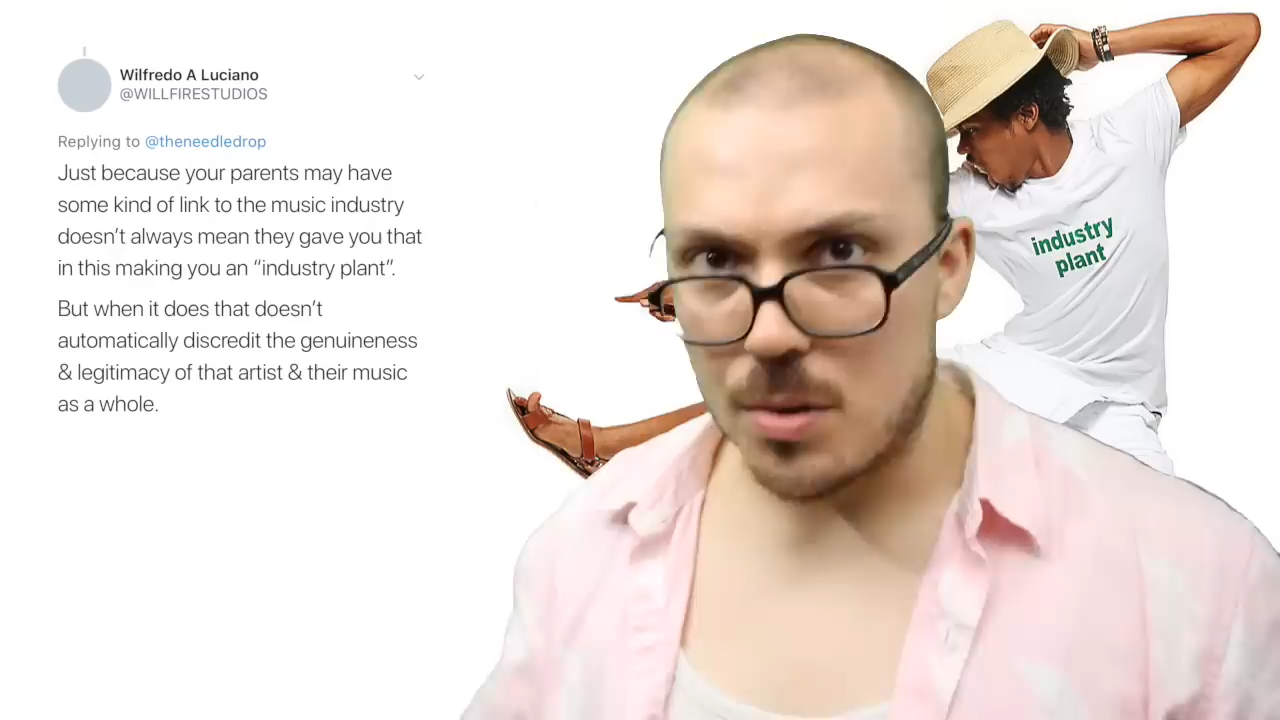 Wilfredo A Luciano
@WILLFIRESTUDIOS
Replying to @theneedledrop
Just because your parents may have
some kind of link to the music industry
doesn’t always mean they gave you that
in this making you an “industry plant”.
But when it does that doesn’t
automatically discredit the genuineness
& legitimacy of that artist & their music
as a whole.
industry
plant